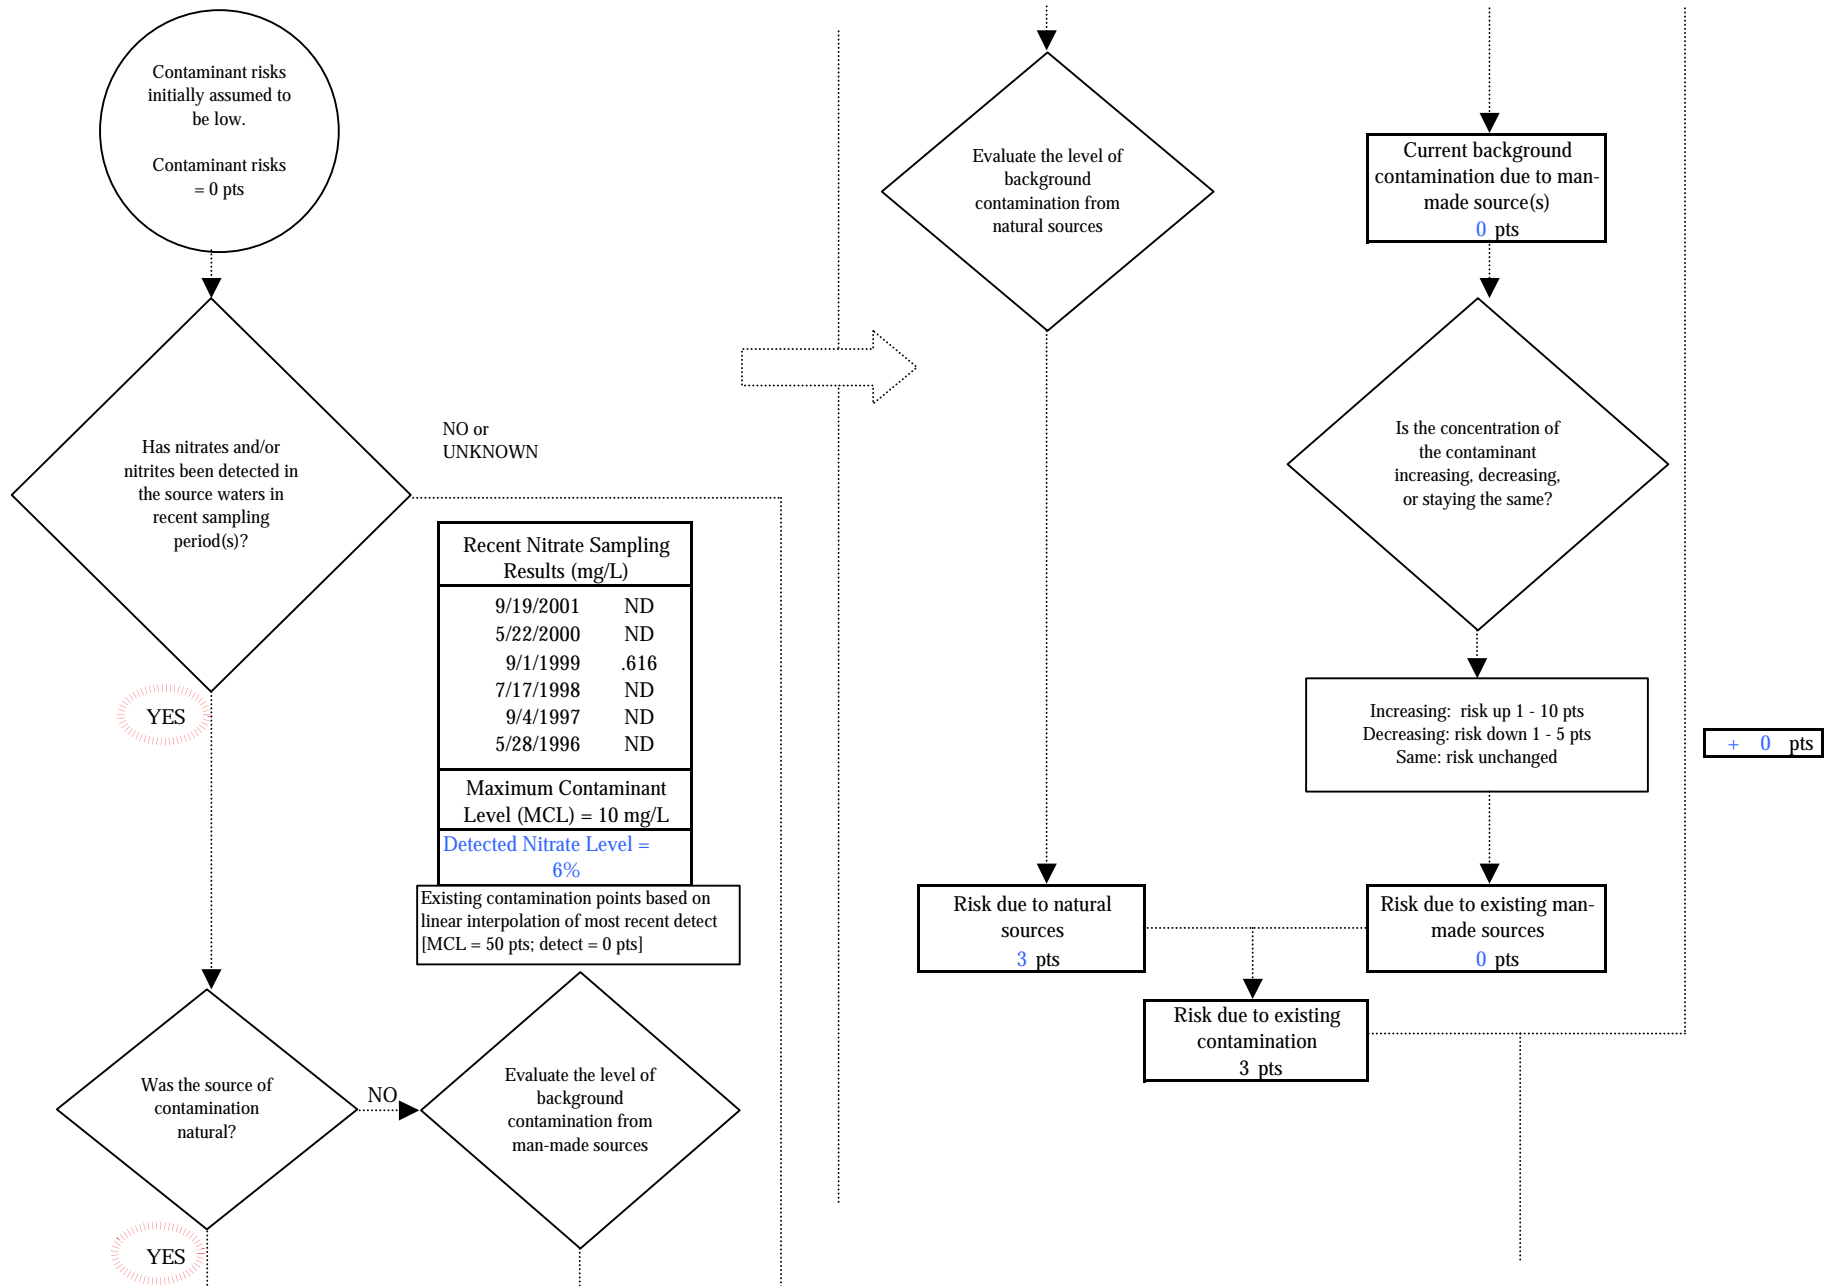 Contaminant risks
initially assumed to
be low.
Contaminant risks
= 0 pts
Has nitrates and/or
nitrites been detected in
the source waters in
recent sampling
period(s)?
NO or
UNKNOWN
YES
Recent Nitrate Sampling
Results (mg/L)
9/19/2001 ND
5/22/2000 ND
9/1/1999 .616
7/17/1998 ND
9/4/1997 ND
5/28/1996 ND
Maximum Contaminant
Level (MCL) = 10 mg/L
Detected Nitrate Level =
6%
Existing contamination points based on
linear interpolation of most recent detect
[MCL = 50 pts; detect = 0 pts]
Was the source of
contamination
natural?
NO
YES
Evaluate the level of
background
contamination from
man-made sources
Evaluate the level of
background
contamination from
natural sources
Risk due to natural
sources
3 pts
Current background
contamination due to man-
made source(s)
0 pts
Is the concentration of
the contaminant
increasing, decreasing,
or staying the same?
Increasing: risk up 1 - 10 pts
Decreasing: risk down 1 - 5 pts
Same: risk unchanged
+ 0 pts
Risk due to existing man-
made sources
0 pts
Risk due to existing
contamination
3 pts